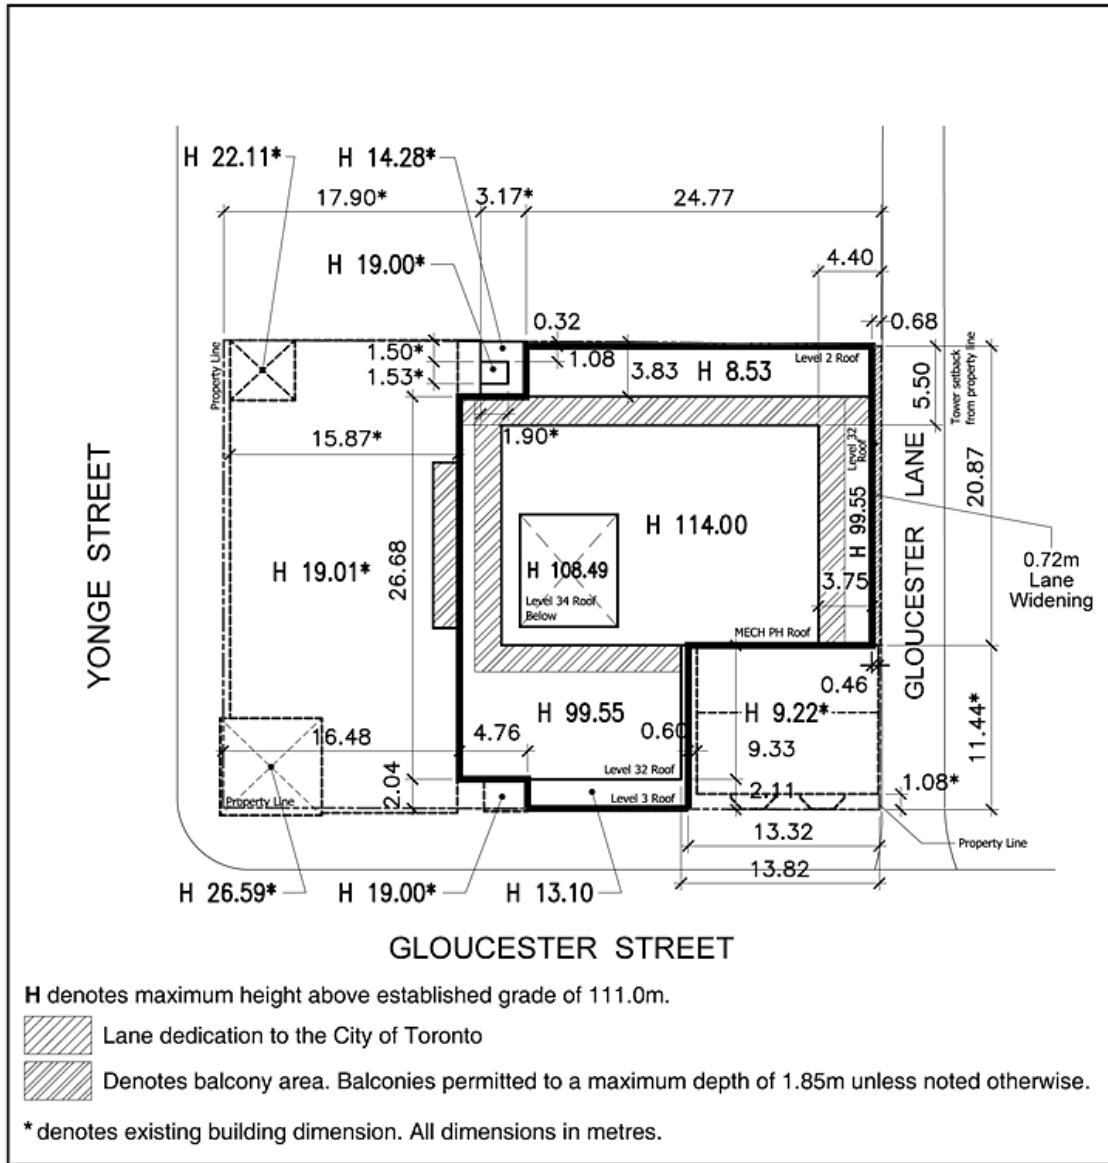 H 22.11*
H 14.28*
17.90*
3.17*
24.77
4.40
H 19.00*
0.32
0.68
1.50*
1.08
Level 2 Roof
1.53*
3.83
H 8.53
5.50
Tower setback
from property line
Property Line
15.87*
1.90*
Level 32
Roof
YONGE STREET
H 19.01*
26.68
H 114.00
H 99.55
GLOUCESTER LANE
20.87
0.72m
Lane
Widening
H 108.49
Level 34 Roof
Below
3.75
MECH PH Roof
0.46
16.48
4.76
H 99.55
0.60
H 9.22*
9.33
11.44*
Level 32 Roof
2.04
Property Line
Level 3 Roof
2.11
1.08*
13.32
Property Line
13.82
H 26.59*
H 19.00*
H 13.10
GLOUCESTER STREET
H denotes maximum height above established grade of 111.0m.
Lane dedication to the City of Toronto
Denotes balcony area. Balconies permitted to a maximum depth of 1.85m unless noted otherwise.
* denotes existing building dimension. All dimensions in metres.